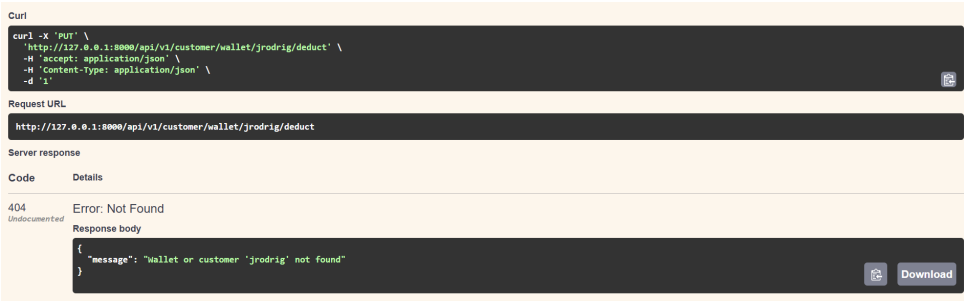 Curl
curl -X 'PUT' \
  'http://127.0.0.1:8000/api/v1/customer/wallet/jrodrig/deduct' \
  -H 'accept: application/json' \
  -H 'Content-Type: application/json' \
  -d '1'
Request URL
http://127.0.0.1:8000/api/v1/customer/wallet/jrodrig/deduct
Server response
Code Details
404 Error: Not Found
Undocumented
Response body
{
  "message": "Wallet or customer 'jrodrig' not found"
}
Download